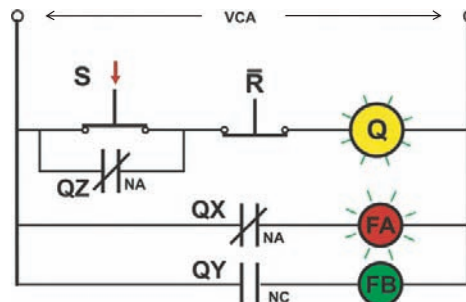 VCA
S R̄ Q
QZ NA
QX NA FA
QY NC FB